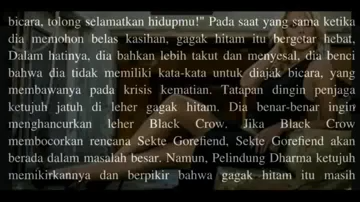 bicara, tolong selamatkan hidupmu!" Pada saat yang sama ketika
dia memohon belas kasihan, gagak hitam itu bergetar hebat,
Dalam hatinya, dia bahkan lebih takut dan menyesal, dia benci
bahwa dia tidak memiliki kata-kata untuk diajak bicara, yang
membawanya pada krisis kematian. Tatapan dingin penjaga
ketujuh jatuh di leher gagak hitam. Dia benar-benar ingin
menghancurkan leher Black Crow. Jika Black Crow
membocorkan rencana Sekte Gorefiend, Sekte Gorefiend akan
berada dalam masalah besar. Namun, Pelindung Dharma ketujuh
memikirkannya dan berpikir bahwa gagak hitam itu masih